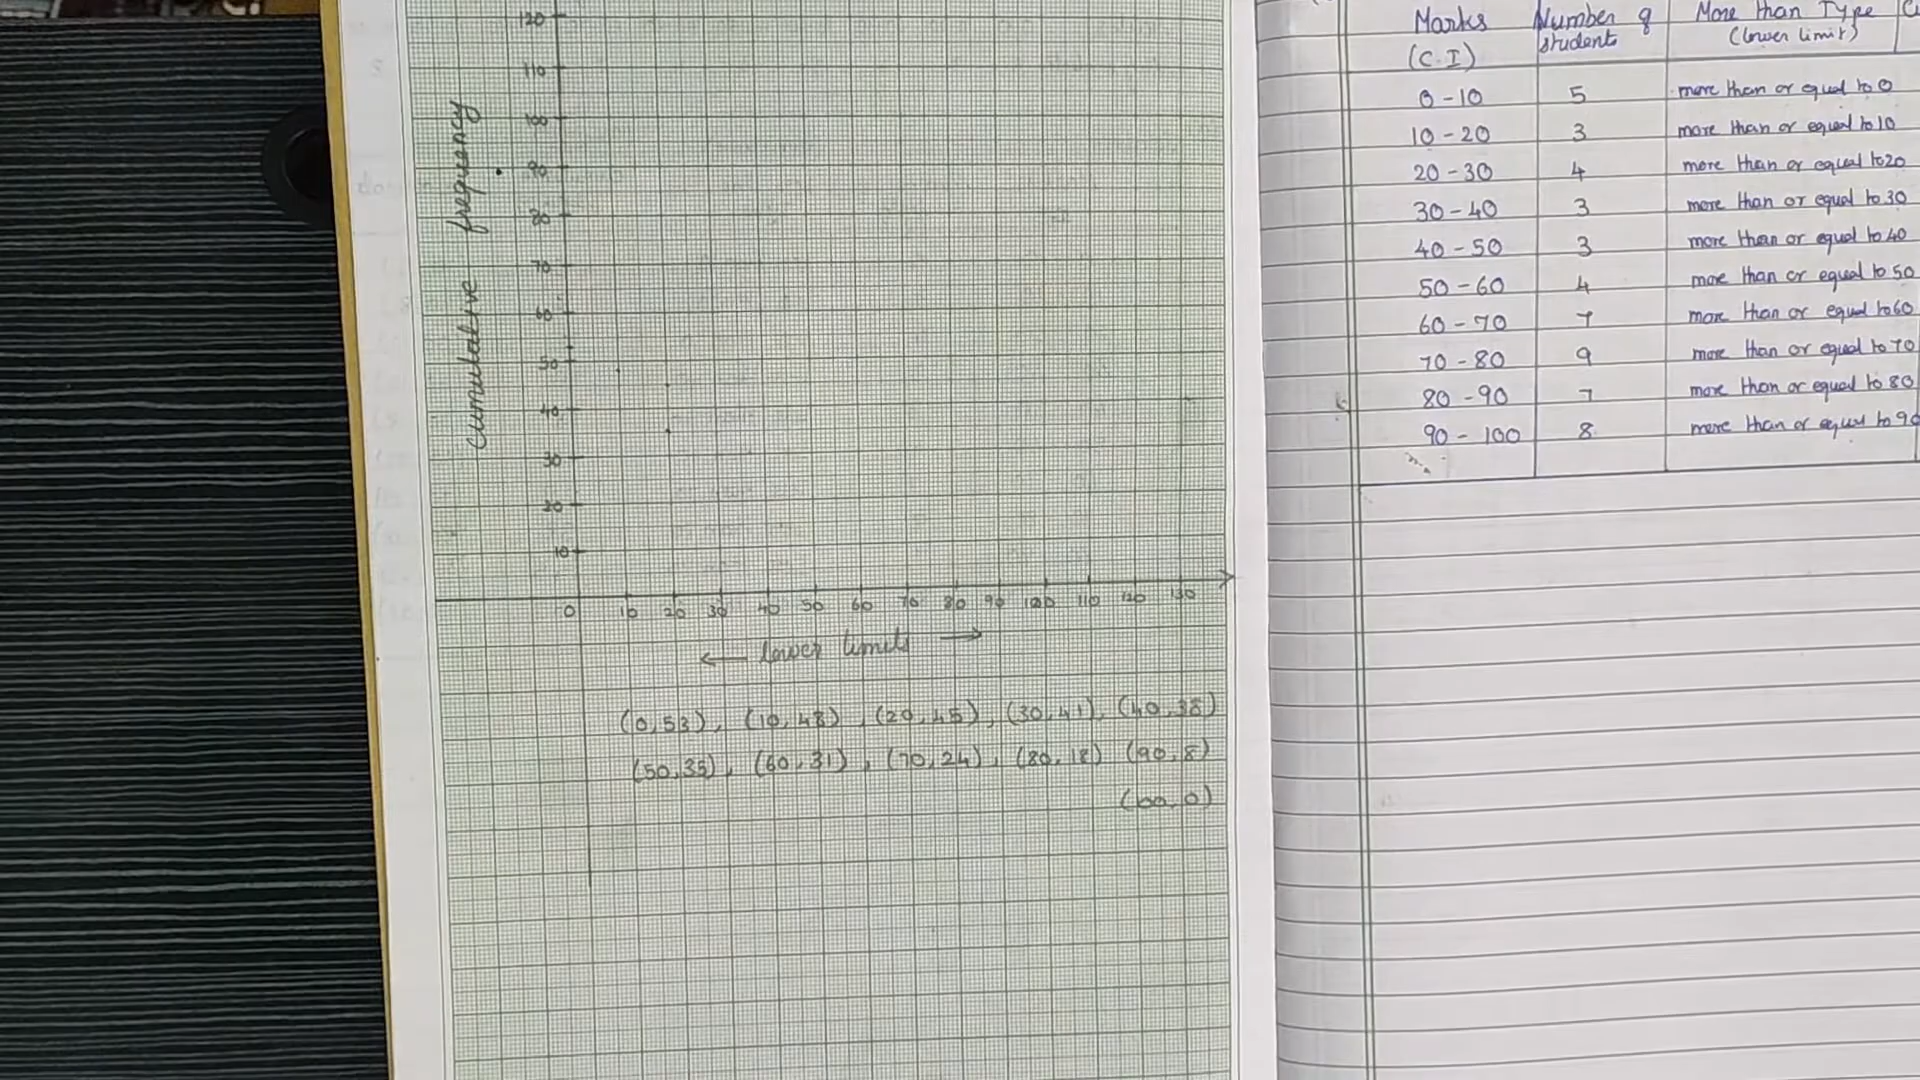 120
110
100
90
80
70
60
50
40
30
20
10
cumulative frequency
0 10 20 30 40 50 60 70 80 90 100 110 120 130
← lower limits →
(0,53), (10,48), (20,45), (30,41), (40,38)
(50,35), (60,31), (70,24), (80,18) (90,8)
(100,0)
Marks Number of More than Type
(C.I) students (lower limit)
0-10 5 more than or equal to 0
10-20 3 more than or equal to 10
20-30 4 more than or equal to 20
30-40 3 more than or equal to 30
40-50 3 more than or equal to 40
50-60 4 more than or equal to 50
60-70 7 more than or equal to 60
70-80 9 more than or equal to 70
80-90 7 more than or equal to 80
90-100 8 more than or equal to 90